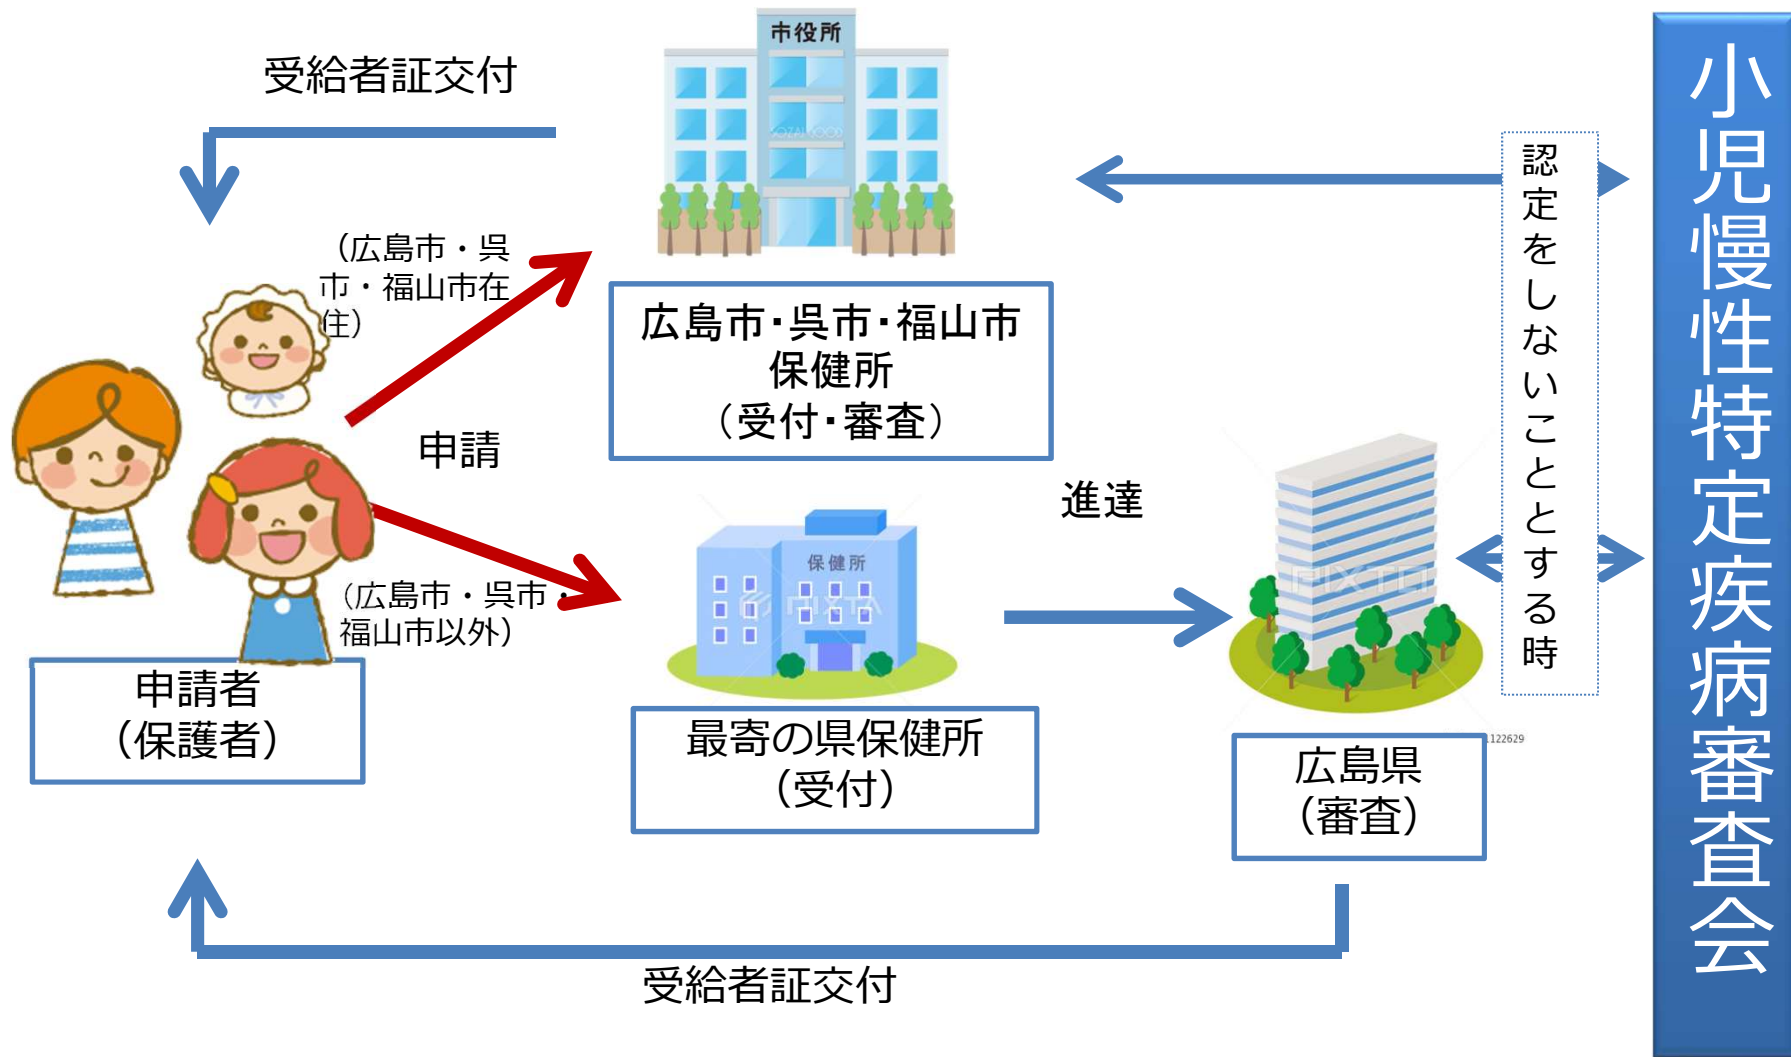 受給者証交付
市役所
(広島市・呉
市・福山市在
住)
広島市・呉市・福山市
保健所
(受付・審査)
申請
進達
保健所
PIXTA
PIXTA
(広島市・呉市・
福山市以外)
申請者
(保護者)
最寄の県保健所
(受付)
広島県
(審査)
1122629
受給者証交付
認定をしないこととする時
小児慢性特定疾病審査会